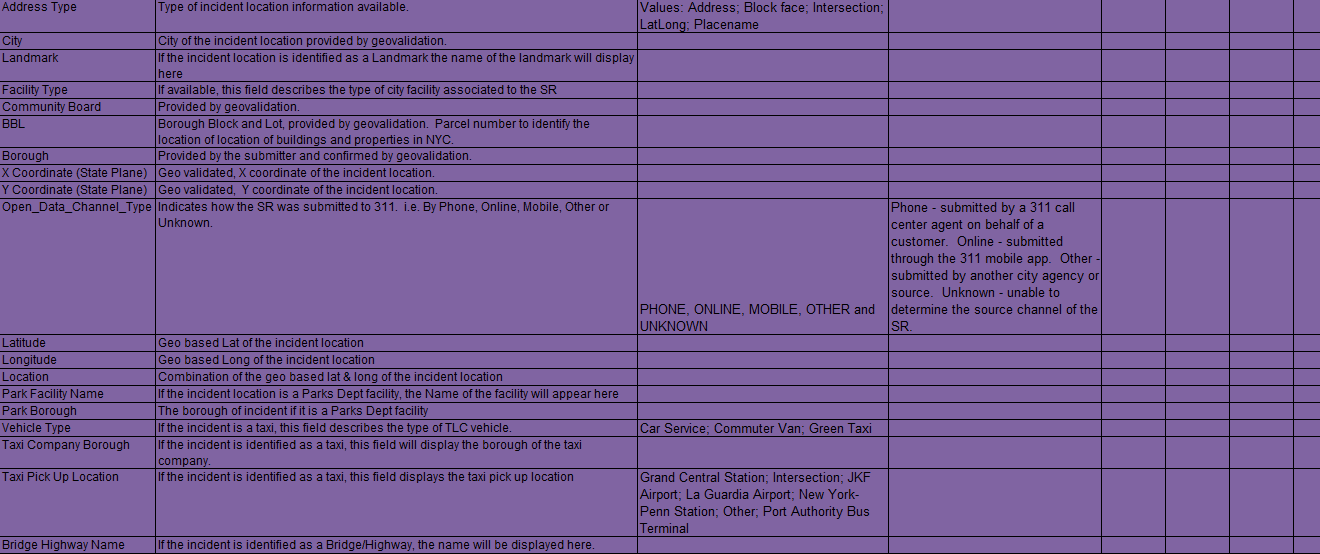 Address Type
Type of incident location information available.
Values: Address; Block face; Intersection;
LatLong; Placename
City
City of the incident location provided by geovalidation.
Landmark
If the incident location is identified as a Landmark the name of the landmark will display
here
Facility Type
If available, this field describes the type of city facility associated to the SR
Community Board
Provided by geovalidation.
BBL
Borough Block and Lot, provided by geovalidation.  Parcel number to identify the
location of location of buildings and properties in NYC.
Borough
Provided by the submitter and confirmed by geovalidation.
X Coordinate (State Plane)
Geo validated, X coordinate of the incident location.
Y Coordinate (State Plane)
Geo validated,  Y coordinate of the incident location.
Open_Data_Channel_Type
Indicates how the SR was submitted to 311.  i.e. By Phone, Online, Mobile, Other or
Unknown.
PHONE, ONLINE, MOBILE, OTHER and
UNKNOWN
Phone - submitted by a 311 call
center agent on behalf of a
customer.  Online - submitted
through the 311 mobile app.  Other -
submitted by another city agency or
source.  Unknown - unable to
determine the source channel of the
SR.
Latitude
Geo based Lat of the incident location
Longitude
Geo based Long of the incident location
Location
Combination of the geo based lat & long of the incident location
Park Facility Name
If the incident location is a Parks Dept facility, the Name of the facility will appear here
Park Borough
The borough of incident if it is a Parks Dept facility
Vehicle Type
If the incident is a taxi, this field describes the type of TLC vehicle.
Car Service; Commuter Van; Green Taxi
Taxi Company Borough
If the incident is identified as a taxi, this field will display the borough of the taxi
company.
Taxi Pick Up Location
If the incident is identified as a taxi, this field displays the taxi pick up location
Grand Central Station; Intersection; JKF
Airport; La Guardia Airport; New York-
Penn Station; Other; Port Authority Bus
Terminal
Bridge Highway Name
If the incident is identified as a Bridge/Highway, the name will be displayed here.